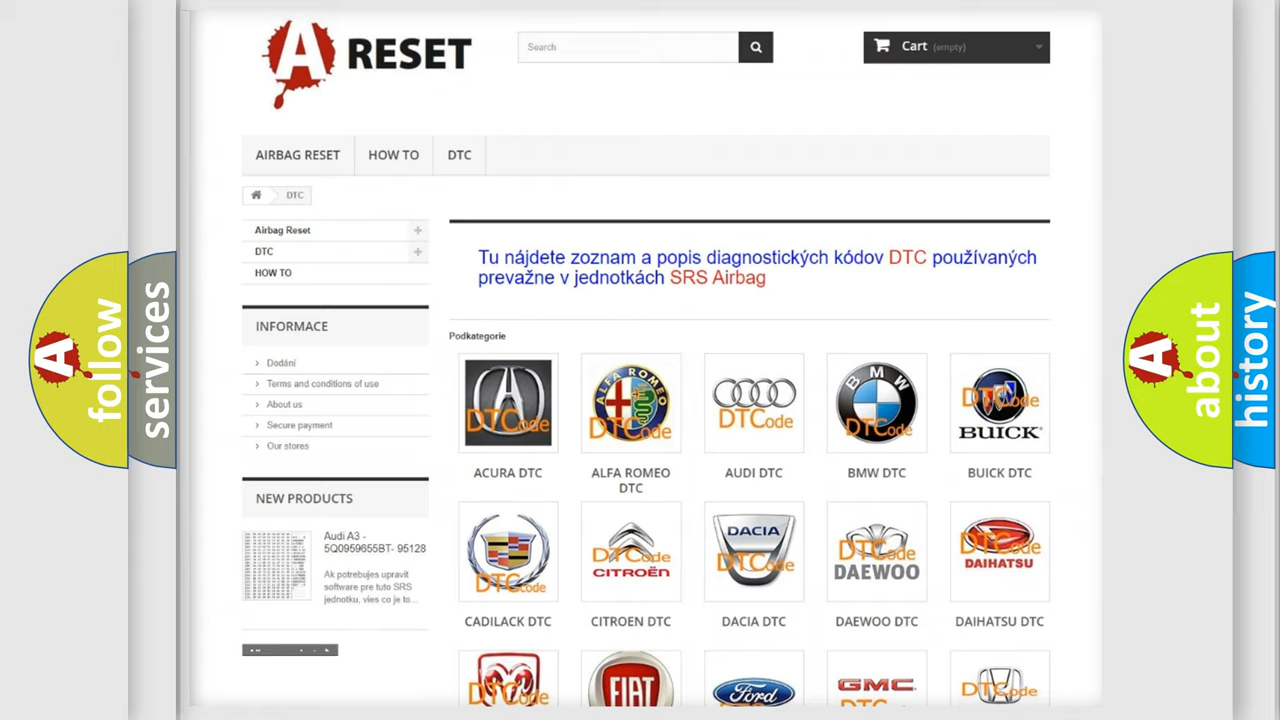 A RESET
Search
Cart (empty)
AIRBAG RESET
HOW TO
DTC
DTC
Airbag Reset
DTC
HOW TO
Tu nájdete zoznam a popis diagnostických kódov DTC používaných
prevažne v jednotkách SRS Airbag
INFORMACE
Dodání
Terms and conditions of use
About us
Secure payment
Our stores
Podkategorie
DTCode
ALFA ROMEO
DTCode
DTCode
BMW
DTCode
DTCode
BUICK
ACURA DTC
ALFA ROMEO
DTC
AUDI DTC
BMW DTC
BUICK DTC
NEW PRODUCTS
Audi A3 -
5Q0959655BT- 95128
Ak potrebujes upravit
software pre tuto SRS
jednotku, vies co je to...
DTCode
DTCode
CITROËN
DACIA
DTCode
DTCode
DAEWOO
DTCode
DAIHATSU
CADILACK DTC
CITROEN DTC
DACIA DTC
DAEWOO DTC
DAIHATSU DTC
DTCode
FIAT
Ford
GMC
DTCode
A follow
services
A about
history